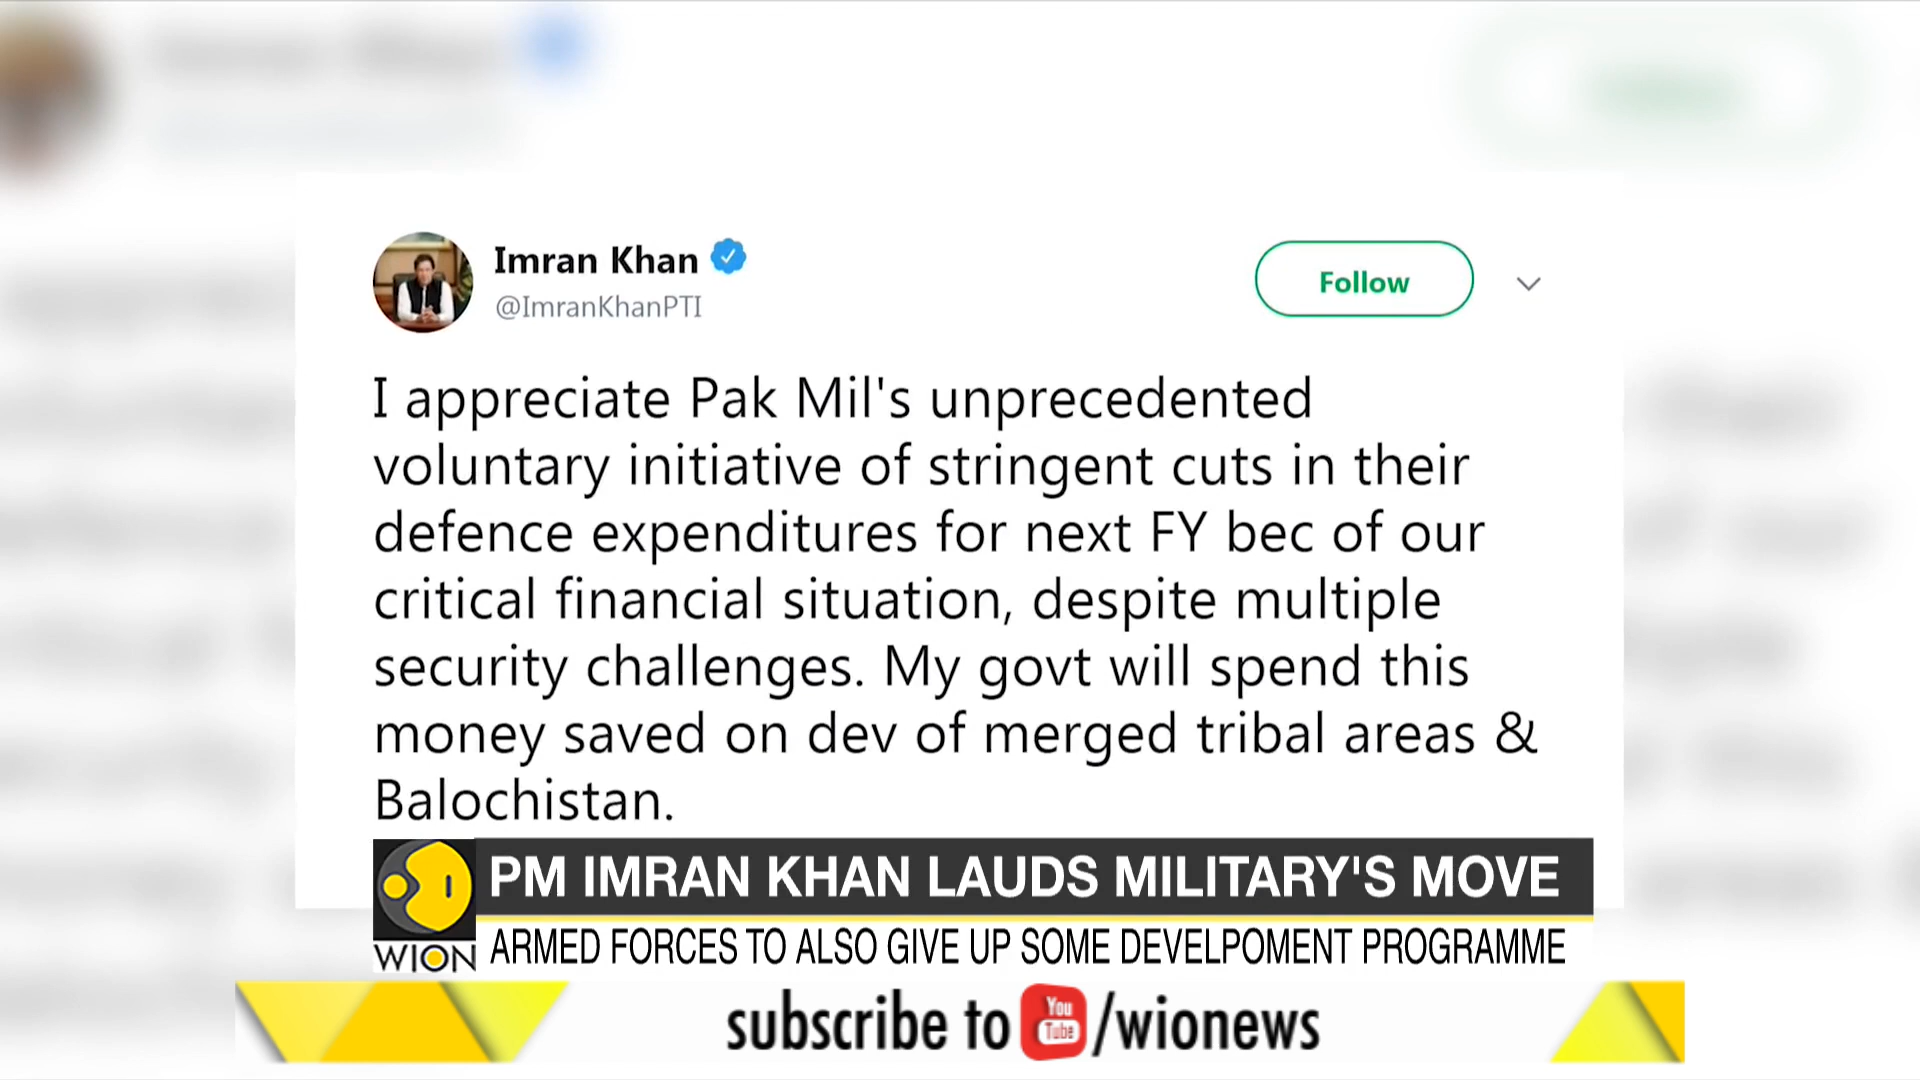 Imran Khan
@ImranKhanPTI
Follow
I appreciate Pak Mil's unprecedented
voluntary initiative of stringent cuts in their
defence expenditures for next FY bec of our
critical financial situation, despite multiple
security challenges. My govt will spend this
money saved on dev of merged tribal areas &
Balochistan.
PM IMRAN KHAN LAUDS MILITARY'S MOVE
WION
ARMED FORCES TO ALSO GIVE UP SOME DEVELPOMENT PROGRAMME
subscribe to You Tube /wionews